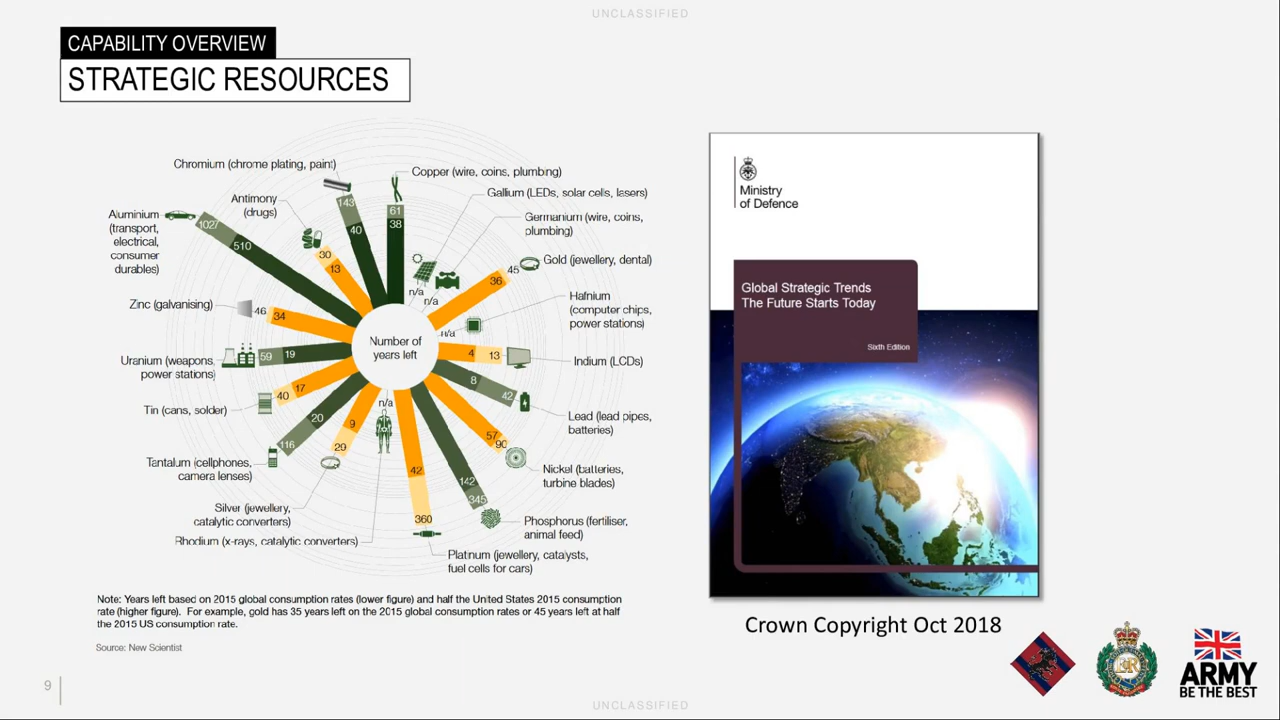 UNCLASSIFIED
CAPABILITY OVERVIEW
STRATEGIC RESOURCES
Chromium (chrome plating, paint)
143
40
Copper (wire, coins, plumbing)
61
38
Gallium (LEDs, solar cells, lasers)
n/a
Germanium (wire, coins,
plumbing)
n/a
Gold (jewellery, dental)
45
36
Hafnium
(computer chips,
power stations)
n/a
Indium (LCDs)
4
13
Lead (lead pipes,
batteries)
8
42
Nickel (batteries,
turbine blades)
57
90
Phosphorus (fertiliser,
animal feed)
142
345
Platinum (jewellery, catalysts,
fuel cells for cars)
42
360
Rhodium (x-rays, catalytic converters)
n/a
Silver (jewellery,
catalytic converters)
9
29
Tantalum (cellphones,
camera lenses)
20
116
Tin (cans, solder)
40
17
Uranium (weapons,
power stations)
59
19
Zinc (galvanising)
46
34
Aluminium
(transport,
electrical,
consumer
durables)
1027
510
Antimony
(drugs)
30
13
Number of
years left
Note: Years left based on 2015 global consumption rates (lower figure) and half the United States 2015 consumption
rate (higher figure). For example, gold has 35 years left on the 2015 global consumption rates or 45 years left at half
the 2015 US consumption rate.
Source: New Scientist
Ministry
of Defence
Global Strategic Trends
The Future Starts Today
Sixth Edition
Crown Copyright Oct 2018
ARMY
BE THE BEST
9
UNCLASSIFIED